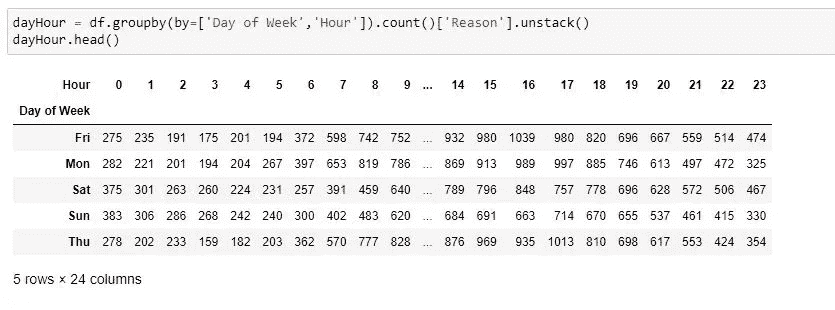 dayHour = df.groupby(by=['Day of Week','Hour']).count()['Reason'].unstack()
dayHour.head()
Hour 0 1 2 3 4 5 6 7 8 9 ... 14 15 16 17 18 19 20 21 22 23
Day of Week
Fri 275 235 191 175 201 194 372 598 742 752 ... 932 980 1039 980 820 696 667 559 514 474
Mon 282 221 201 194 204 267 397 653 819 786 ... 869 913 989 997 885 746 613 497 472 325
Sat 375 301 263 260 224 231 257 391 459 640 ... 789 796 848 757 778 696 628 572 506 467
Sun 383 306 286 268 242 240 300 402 483 620 ... 684 691 663 714 670 655 537 461 415 330
Thu 278 202 233 159 182 203 362 570 777 828 ... 876 969 935 1013 810 698 617 553 424 354
5 rows × 24 columns